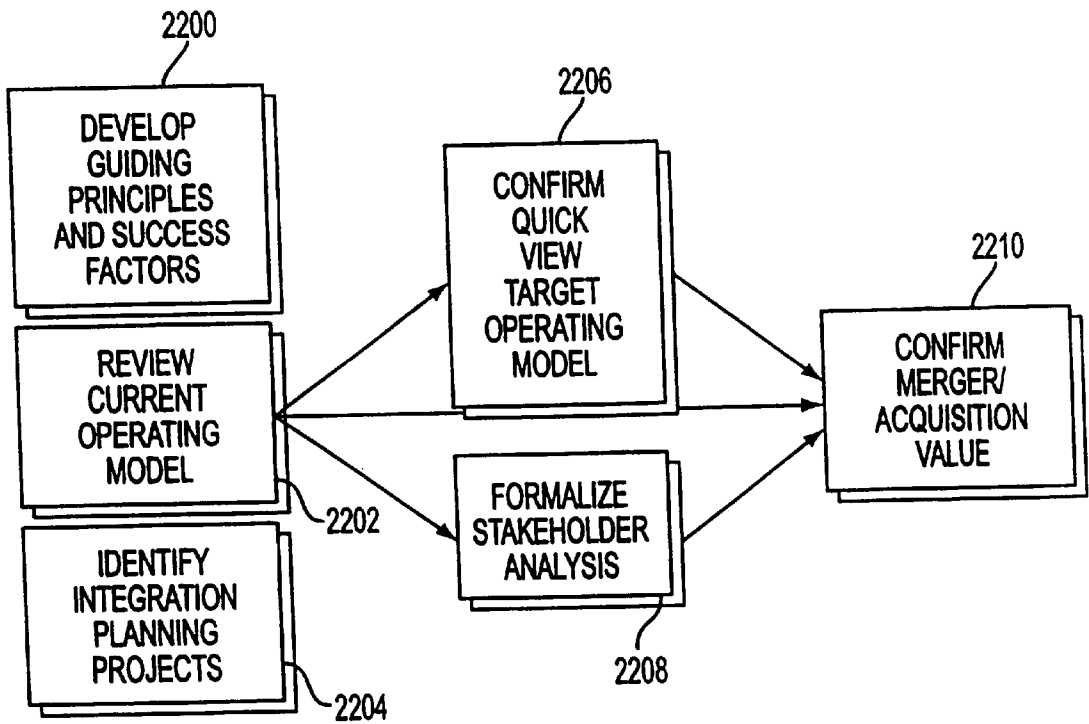 2200
DEVELOP
GUIDING
PRINCIPLES
AND SUCCESS
FACTORS
REVIEW
CURRENT
OPERATING
MODEL
2202
IDENTIFY
INTEGRATION
PLANNING
PROJECTS
2204
2206
CONFIRM
QUICK
VIEW
TARGET
OPERATING
MODEL
FORMALIZE
STAKEHOLDER
ANALYSIS
2208
2210
CONFIRM
MERGER/
ACQUISITION
VALUE